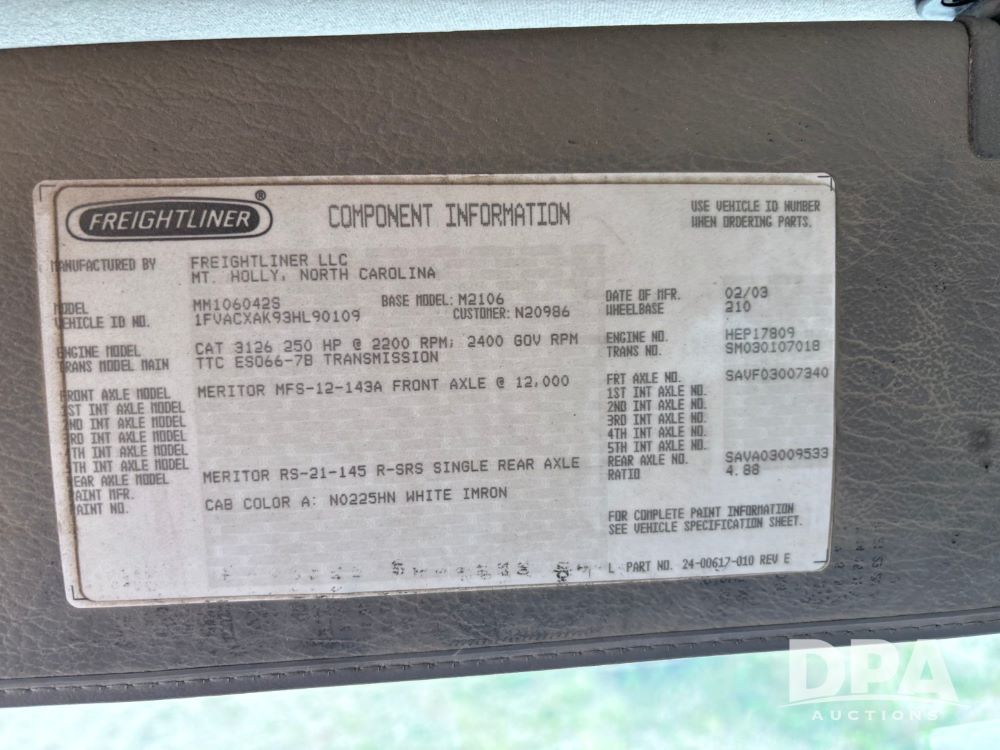 FREIGHTLINER ®
COMPONENT INFORMATION
USE VEHICLE ID NUMBER
WHEN ORDERING PARTS.
MANUFACTURED BY FREIGHTLINER LLC
MT. HOLLY, NORTH CAROLINA
MODEL MM106042S BASE MODEL: M2106 DATE OF MFR. 02/03
VEHICLE ID NO. 1FVACXAK93HL90109 CUSTOMER: N20986 WHEELBASE 210
ENGINE MODEL CAT 3126 250 HP @ 2200 RPM; 2400 GOV RPM ENGINE NO. HEP17809
TRANS MODEL MAIN TTC ES066-7B TRANSMISSION TRANS NO. SM030107018
FRONT AXLE MODEL MERITOR MFS-12-143A FRONT AXLE @ 12,000 FRT AXLE NO. SAVF03007340
1ST INT AXLE MODEL 1ST INT AXLE NO.
ND INT AXLE MODEL 2ND INT AXLE NO.
RD INT AXLE MODEL 3RD INT AXLE NO.
TH INT AXLE MODEL 4TH INT AXLE NO.
TH INT AXLE MODEL 5TH INT AXLE NO.
REAR AXLE MODEL MERITOR RS-21-145 R-SRS SINGLE REAR AXLE REAR AXLE NO. SAVA03009533
PAINT MFR. RATIO 4.88
AINT NO. CAB COLOR A: N0225HN WHITE IMRON
FOR COMPLETE PAINT INFORMATION
SEE VEHICLE SPECIFICATION SHEET.
PART NO. 24-00617-010 REV E
DPA
AUCTIONS